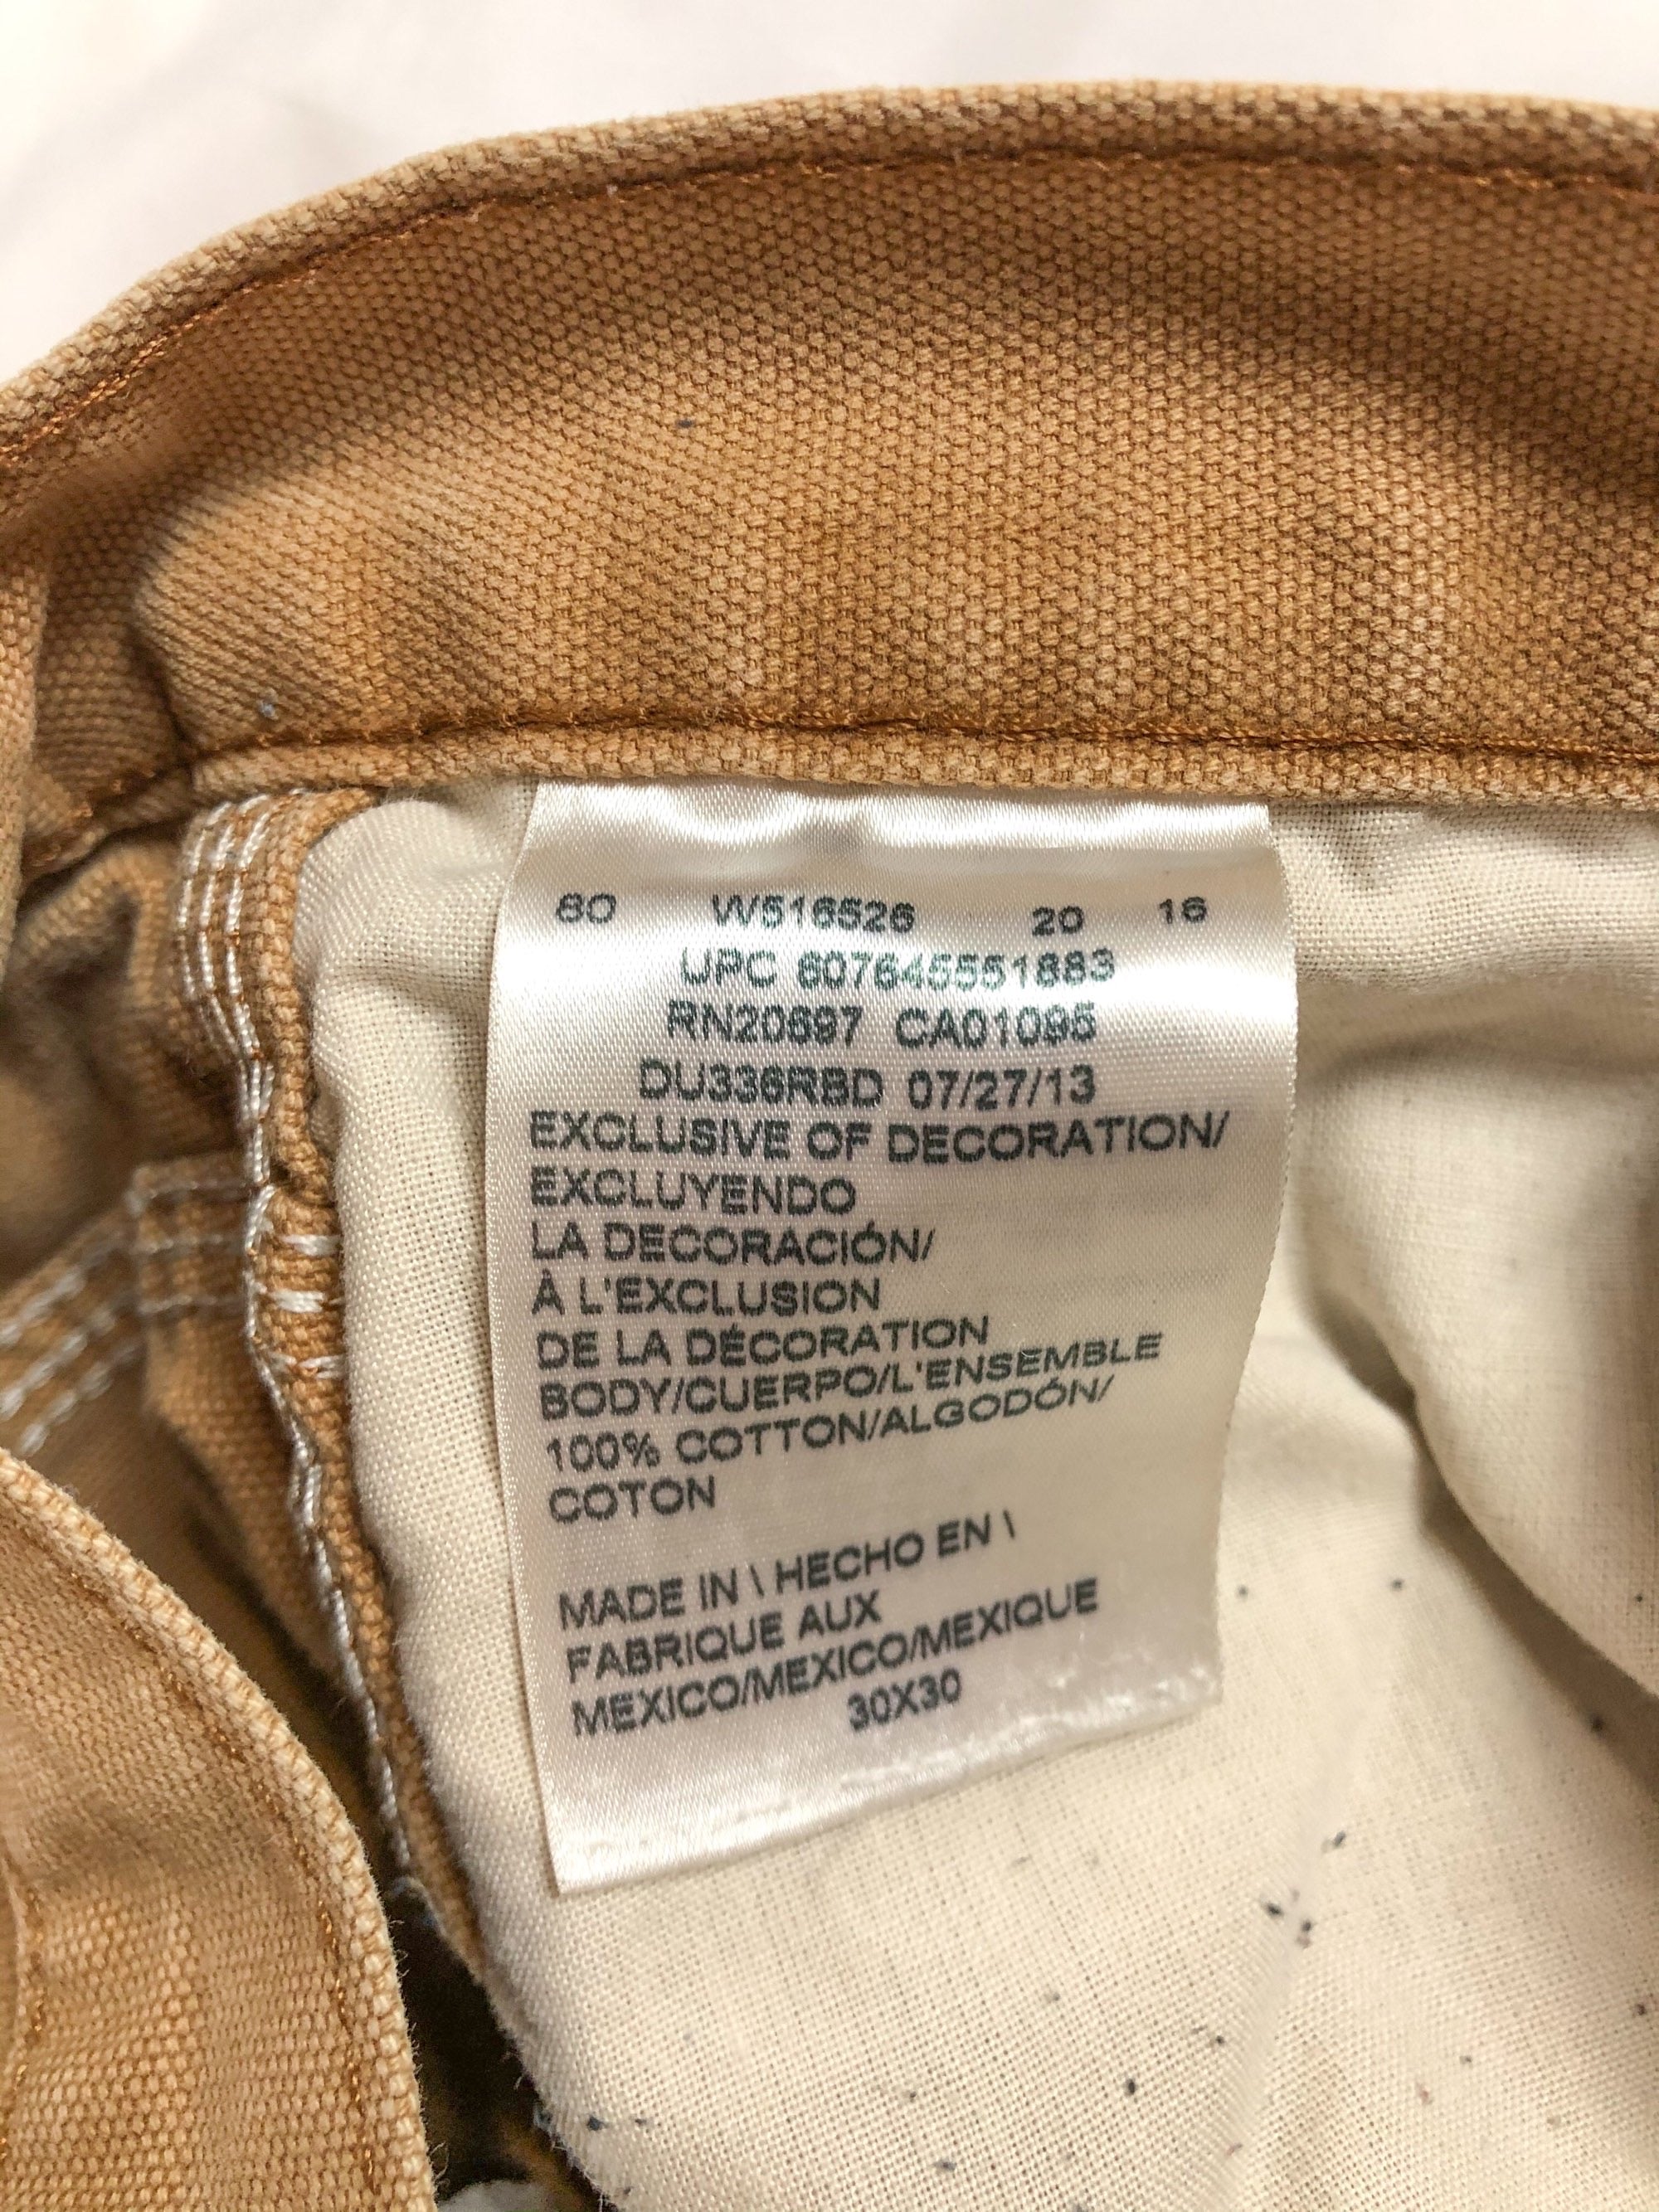 80 W516526 20 16
UPC 607645551883
RN20697 CA01095
DU336RBD 07/27/13
EXCLUSIVE OF DECORATION/
EXCLUYENDO
LA DECORACIÓN/
À L'EXCLUSION
DE LA DÉCORATION
BODY/CUERPO/L'ENSEMBLE
100% COTTON/ALGODÓN/
COTON
MADE IN \ HECHO EN \
FABRIQUE AUX
MEXICO/MEXICO/MEXIQUE
30X30